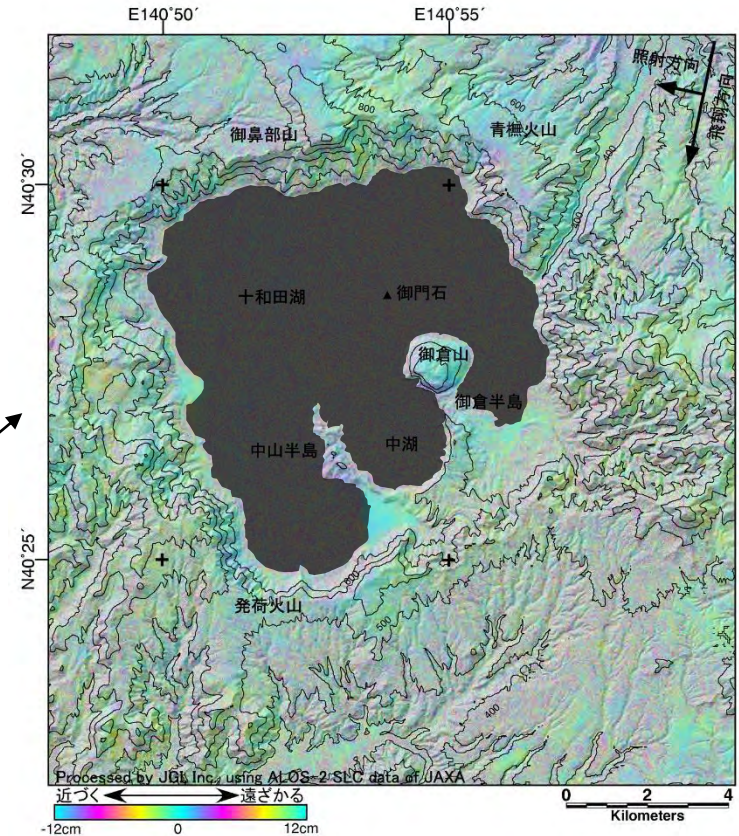 E140°50′
E140°55′
照射方向
飛翔方向
800
600
御鼻部山
青橅火山
400
N40°30′
十和田湖
▲御門石
御倉山
御倉半島
中山半島
中湖
N40°25′
800
発荷火山
500
400
Processed by JGI, Inc., using ALOS-2 SLC data of JAXA
近づく
遠ざかる
-12cm
0
12cm
0
2
4
Kilometers